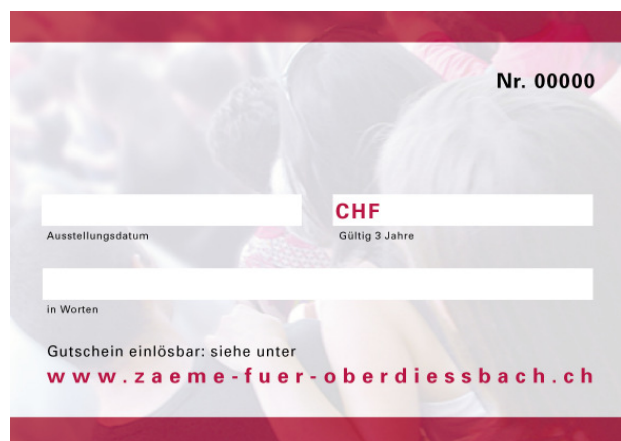 Nr. 00000
CHF
Ausstellungsdatum
Gültig 3 Jahre
in Worten
Gutschein einlösbar: siehe unter
www.zaeme-fuer-oberdiessbach.ch